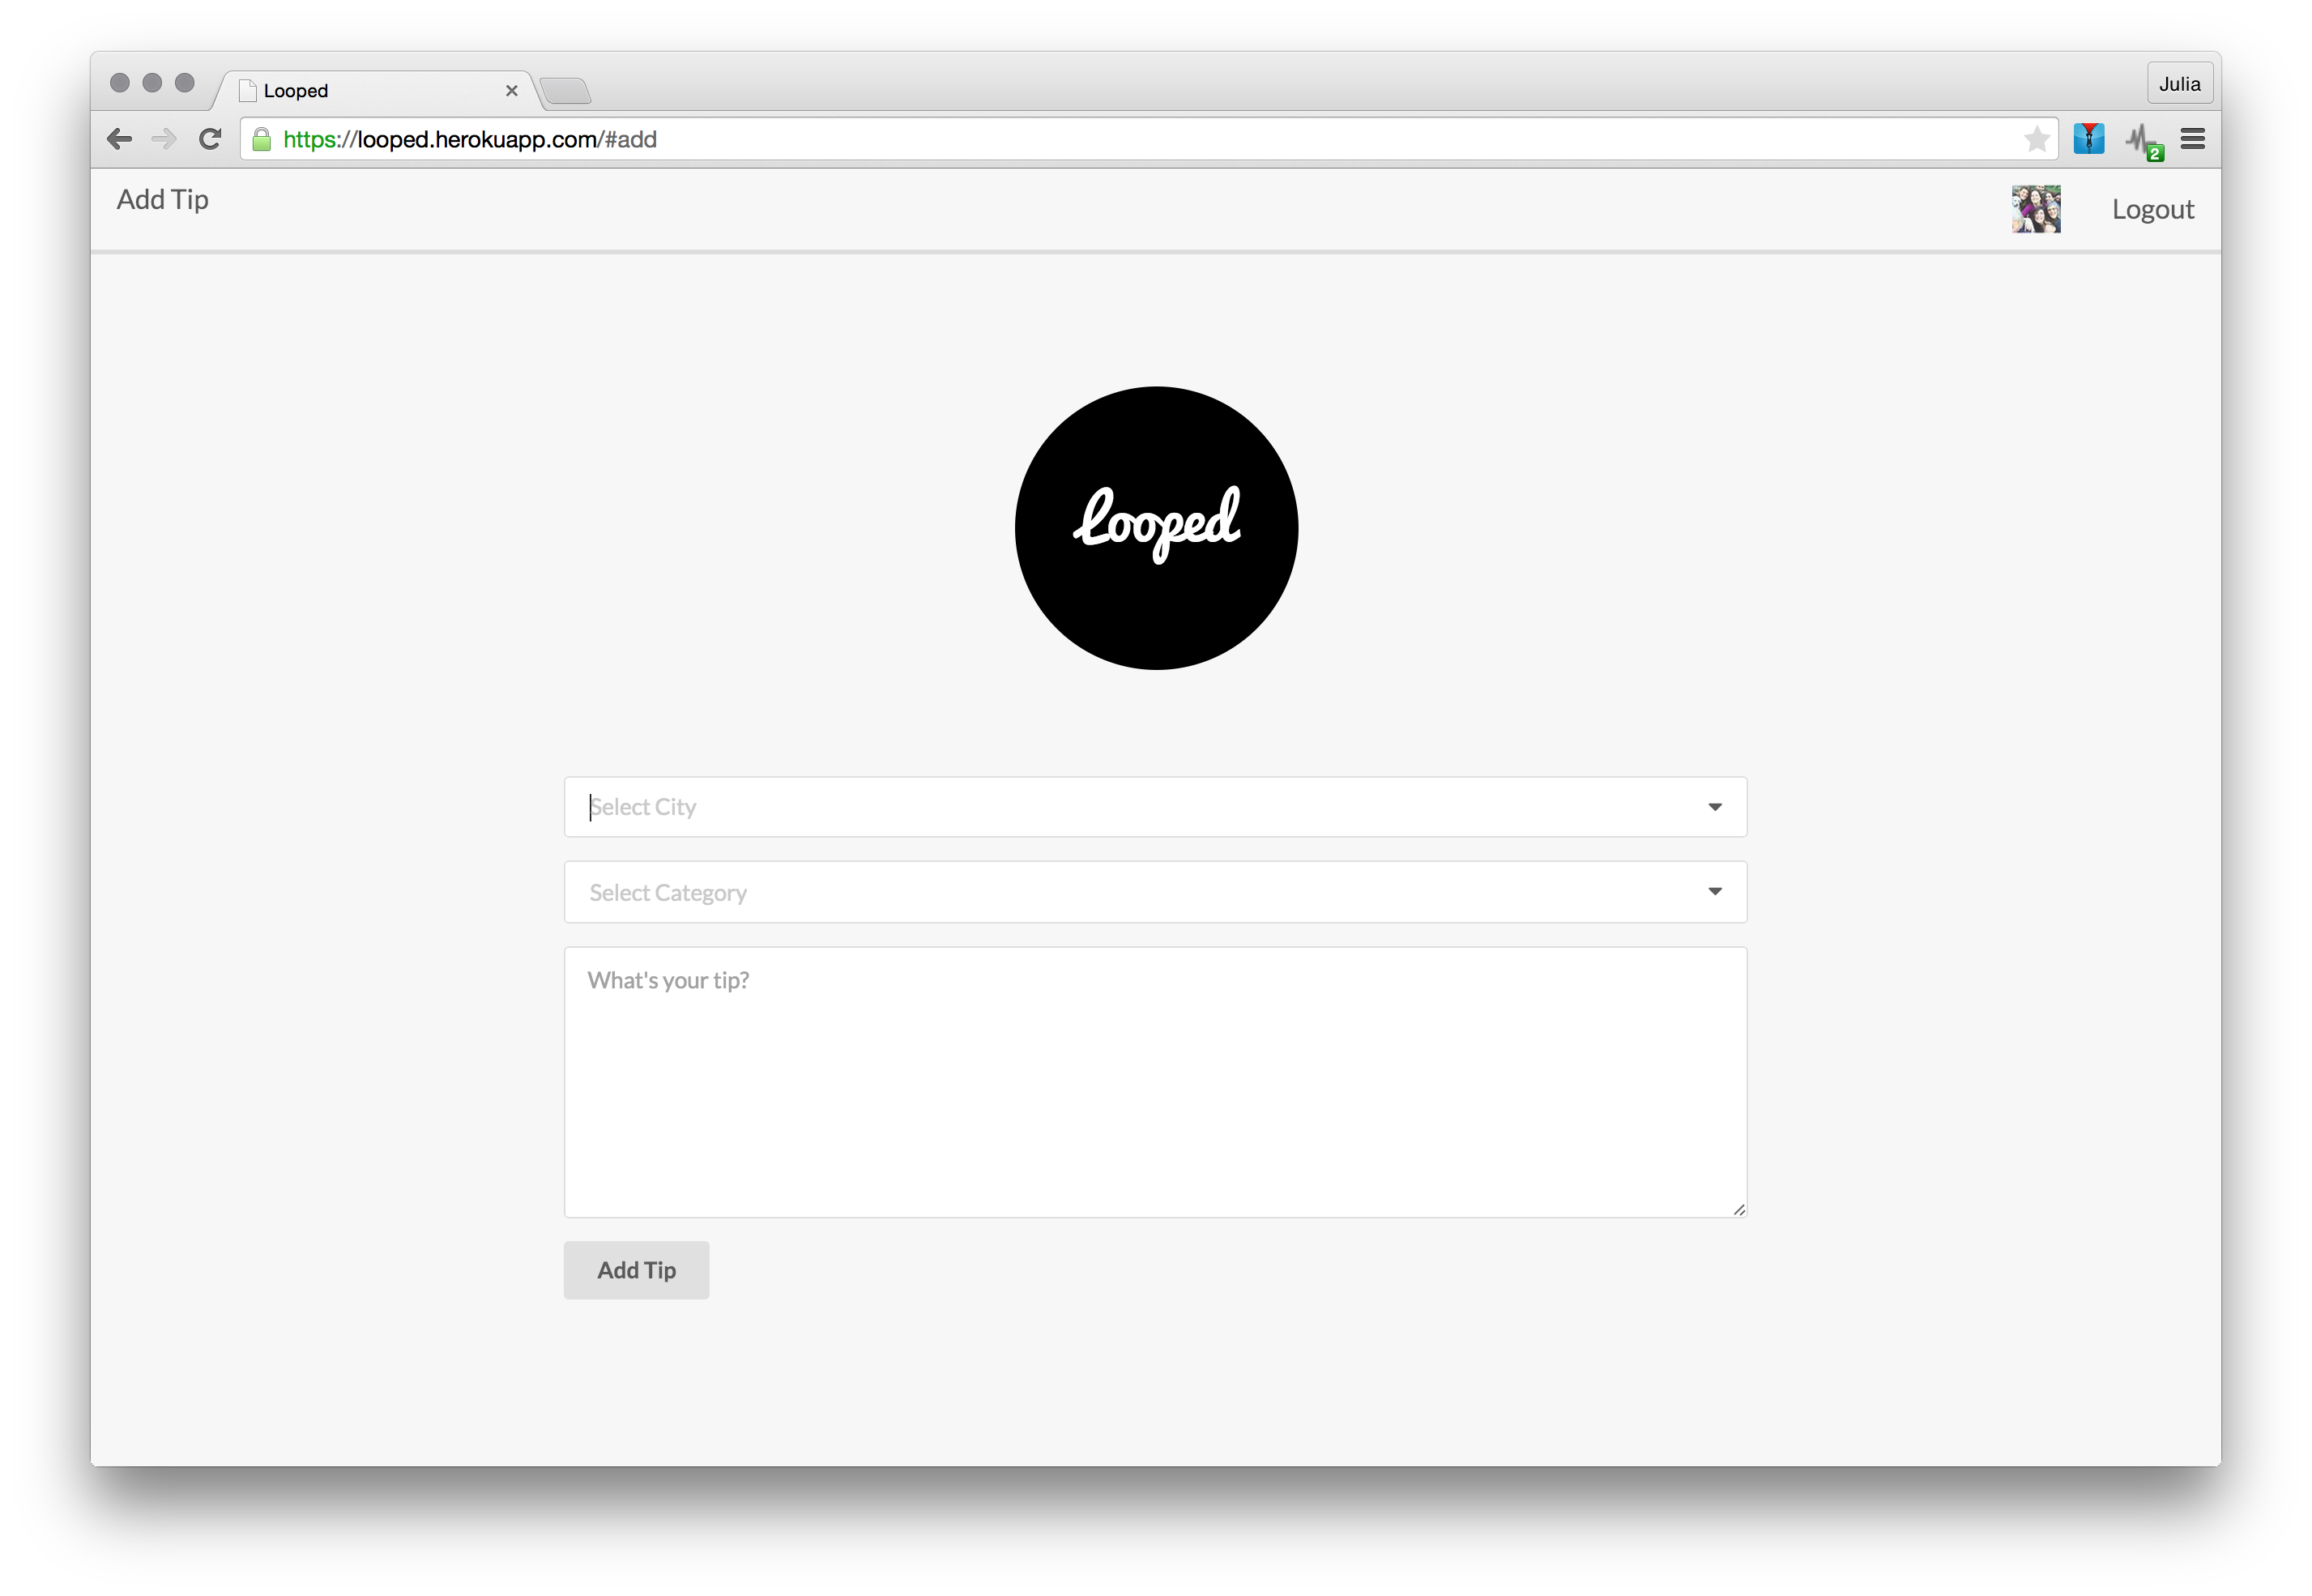 Looped
Julia
https://looped.herokuapp.com/#add
2
Add Tip
Logout
Looped
Select City
Select Category
What's your tip?
Add Tip